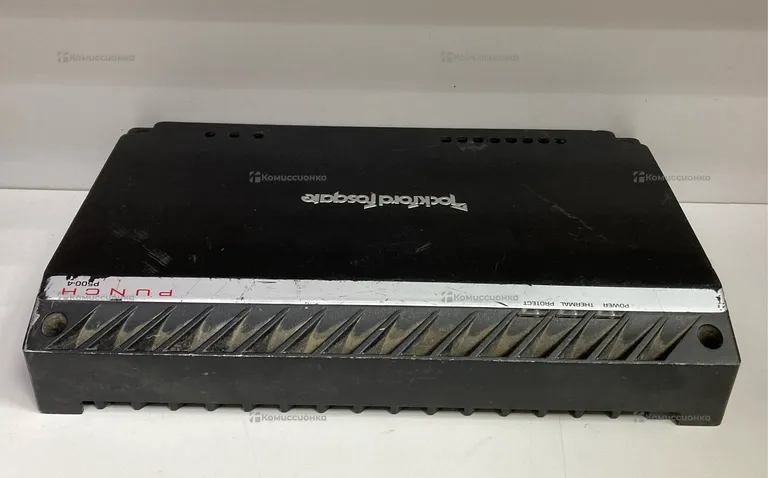 Комиссионка
Комиссионка
Комиссионка
Комиссионка
Rockford Fosgate
PUNCH
P500-4
Комиссионка
POWER THERMAL PROTECT
Комиссионка
Комиссионка